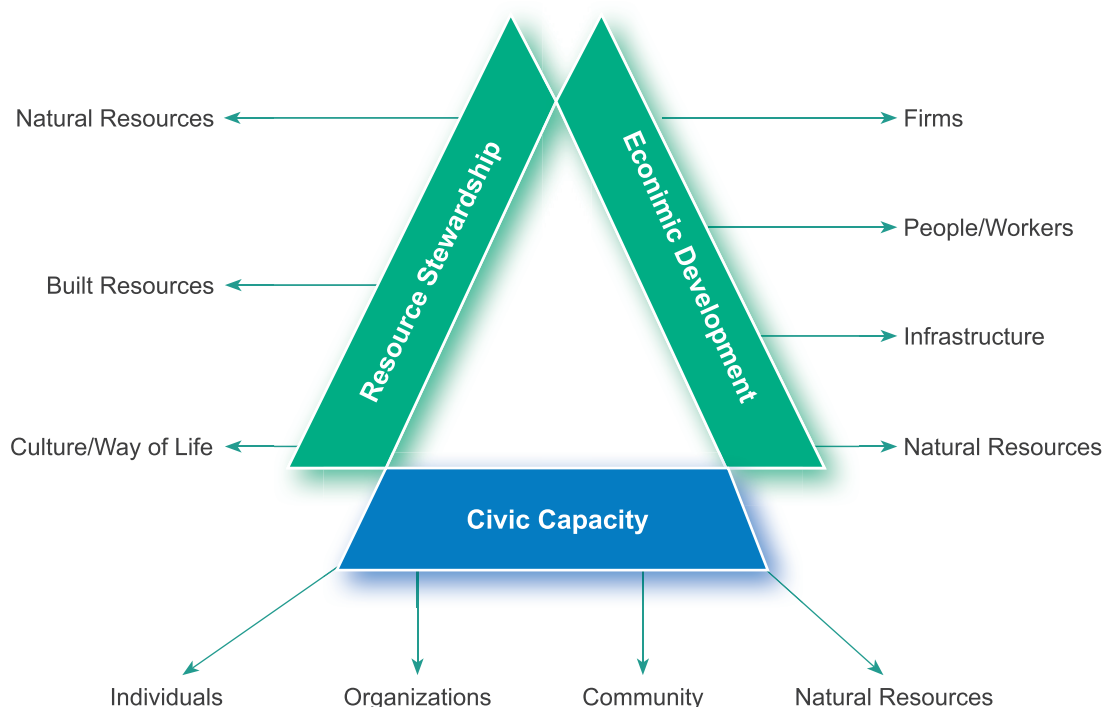 Natural Resources
Built Resources
Culture/Way of Life
Resource Stewardship
Econimic Development
Firms
People/Workers
Infrastructure
Natural Resources
Civic Capacity
Individuals
Organizations
Community
Natural Resources